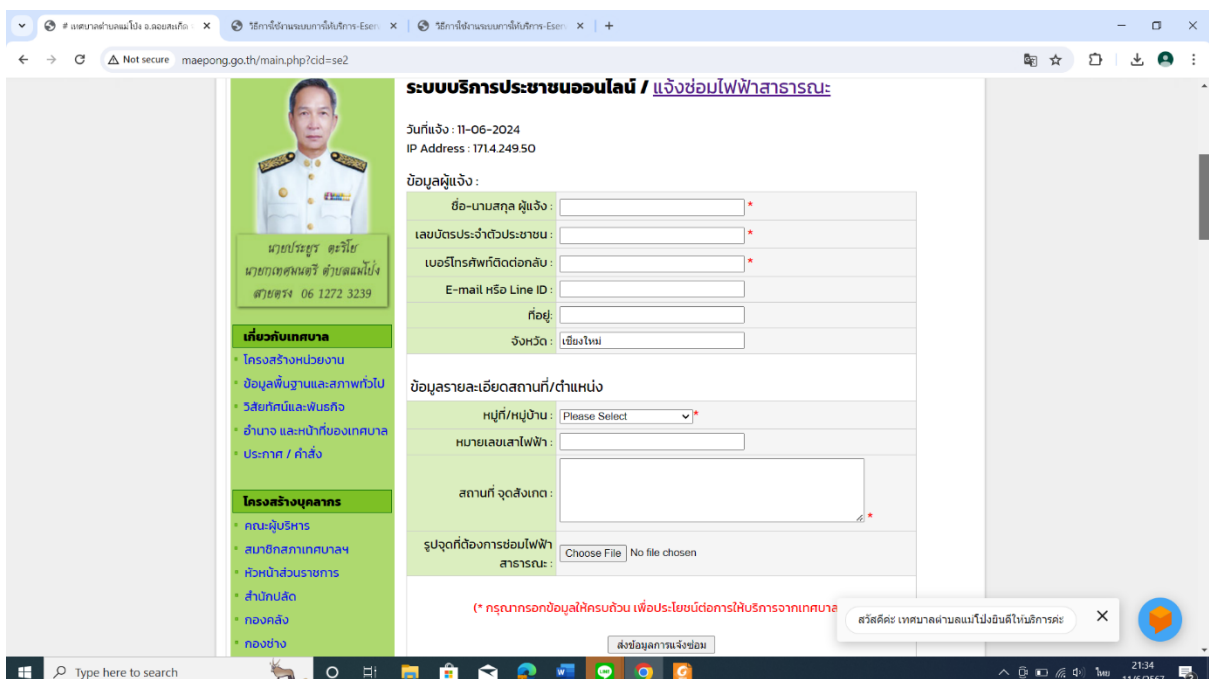 # เทศบาลตำบลแม่โป่ง อ.ดอยสะเก็ด
วิธีการใช้งานระบบการให้บริการ-Eserv
วิธีการใช้งานระบบการให้บริการ-Eserv
Not secure maepong.go.th/main.php?cid=se2
ระบบบริการประชาชนออนไลน์ / แจ้งซ่อมไฟฟ้าสาธารณะ
วันที่แจ้ง : 11-06-2024
IP Address : 171.4.249.50
ข้อมูลผู้แจ้ง :
ชื่อ-นามสกุล ผู้แจ้ง : *
เลขบัตรประจำตัวประชาชน : *
เบอร์โทรศัพท์ติดต่อกลับ : *
E-mail หรือ Line ID :
ที่อยู่:
จังหวัด : เชียงใหม่
ข้อมูลรายละเอียดสถานที่/ตำแหน่ง
หมู่ที่/หมู่บ้าน : Please Select *
หมายเลขเสาไฟฟ้า :
สถานที่ จุดสังเกต : *
รูปจุดที่ต้องการซ่อมไฟฟ้า
สาธารณะ : Choose File No file chosen
(* กรุณากรอกข้อมูลให้ครบถ้วน เพื่อประโยชน์ต่อการให้บริการจากเทศบาล
ส่งข้อมูลการแจ้งซ่อม
นายประยูร ตะริโย
นายกเทศมนตรี ตำบลแม่โป่ง
สายตรง 06 1272 3239
เกี่ยวกับเทศบาล
โครงสร้างหน่วยงาน
ข้อมูลพื้นฐานและสภาพทั่วไป
วิสัยทัศน์และพันธกิจ
อำนาจ และหน้าที่ของเทศบาล
ประกาศ / คำสั่ง
โครงสร้างบุคลากร
คณะผู้บริหาร
สมาชิกสภาเทศบาลฯ
หัวหน้าส่วนราชการ
สำนักปลัด
กองคลัง
กองช่าง
สวัสดีค่ะ เทศบาลตำบลแม่โป่งยินดีให้บริการค่ะ
Type here to search
ไทย
21:34
11/6/2567